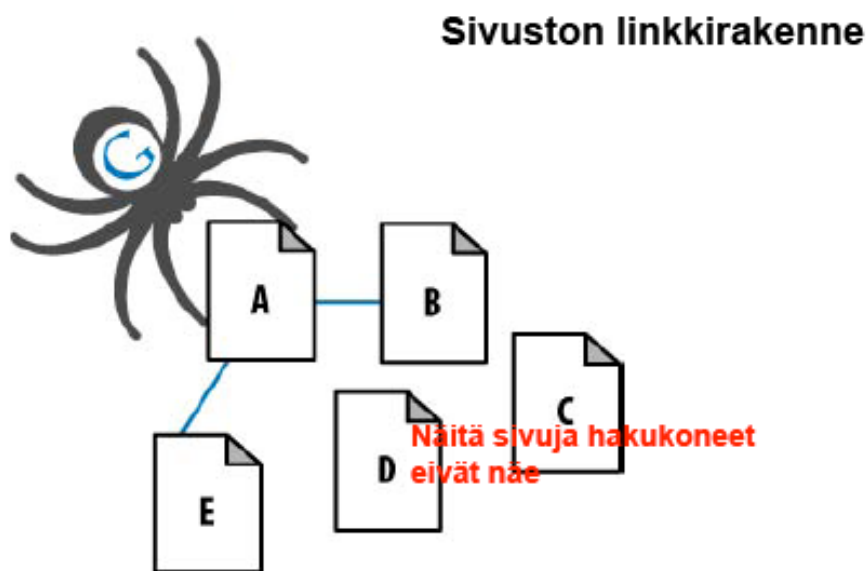 Sivuston linkkirakenne
G
A
B
C
Näitä sivuja hakukoneet
eivät näe
D
E